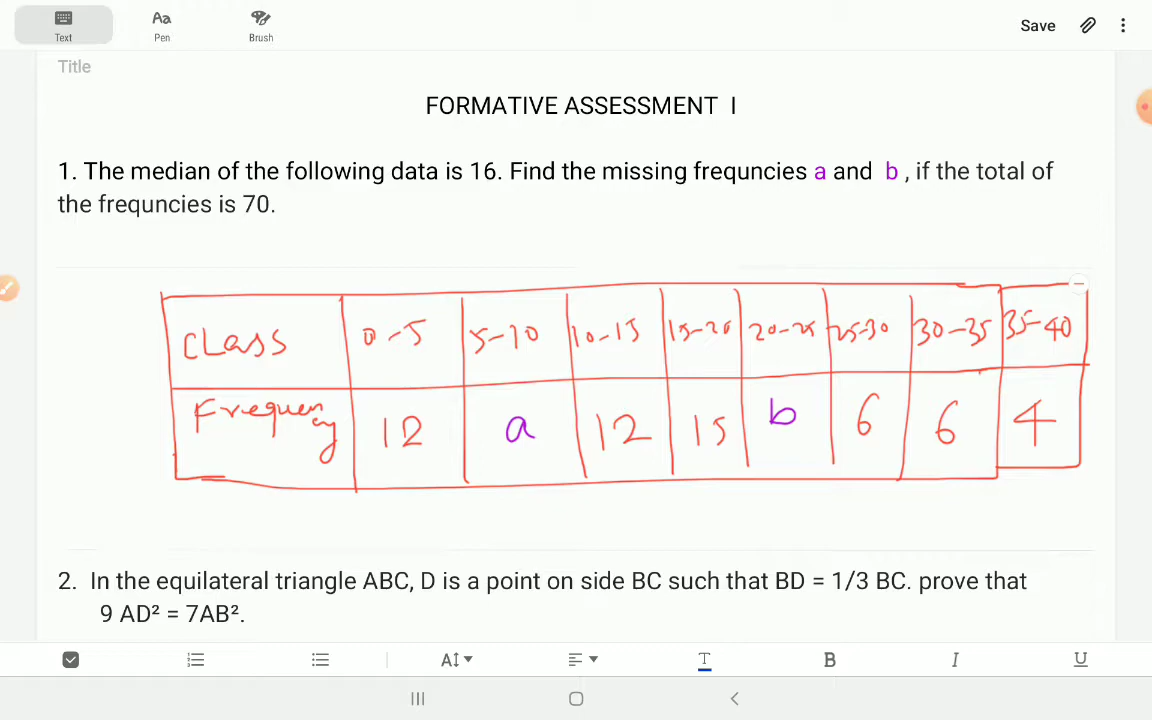 Text
Aa
Pen
Brush
Save
Title
FORMATIVE ASSESSMENT I
1. The median of the following data is 16. Find the missing frequncies a and b , if the total of
the frequncies is 70.
CLass 0-5 5-10 10-15 15-20 20-25 25-30 30-35 35-40
Frequency 12 a 12 15 b 6 6 4
2. In the equilateral triangle ABC, D is a point on side BC such that BD = 1/3 BC. prove that
9 AD² = 7AB².
A T B I U